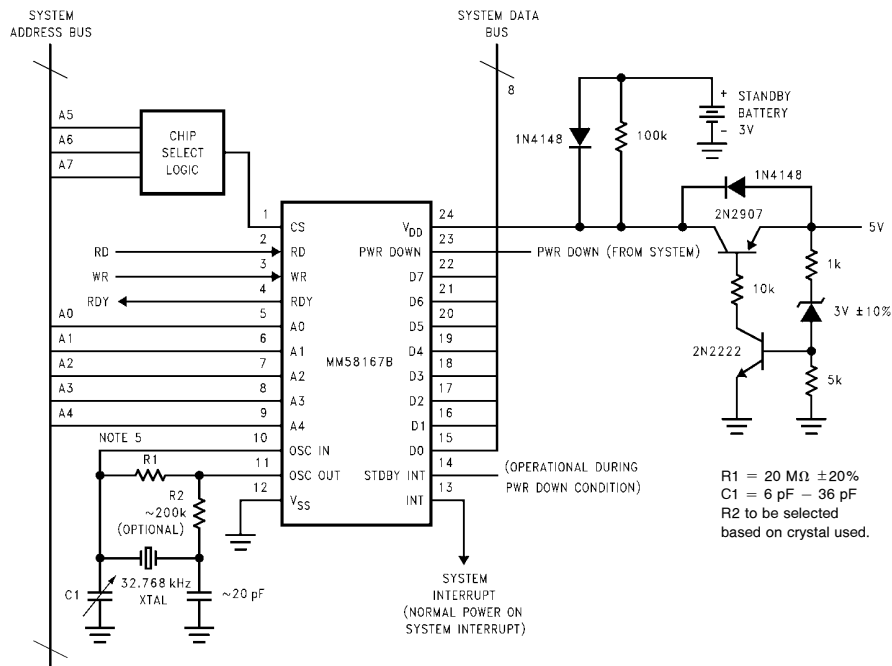 SYSTEM
ADDRESS BUS
SYSTEM DATA
BUS
8
A5
A6
A7
CHIP
SELECT
LOGIC
1N4148
100k
+
-
STANDBY
BATTERY
3V
1N4148
2N2907
5V
1k
10k
3V ±10%
2N2222
5k
1
CS
RD
2
RD
WR
3
WR
RDY
4
RDY
A0
5
A0
A1
6
A1
A2
7
A2
A3
8
A3
A4
9
A4
NOTE 5
10
OSC IN
11
OSC OUT
12
VSS
MM58167B
24
VDD
23
PWR DOWN
PWR DOWN (FROM SYSTEM)
22
D7
21
D6
20
D5
19
D4
18
D3
17
D2
16
D1
15
D0
14
STDBY INT
(OPERATIONAL DURING
PWR DOWN CONDITION)
13
INT
R1
R2
~200k
(OPTIONAL)
C1
32.768 kHz
XTAL
~20 pF
SYSTEM
INTERRUPT
(NORMAL POWER ON
SYSTEM INTERRUPT)
R1 = 20 MΩ ±20%
C1 = 6 pF – 36 pF
R2 to be selected
based on crystal used.